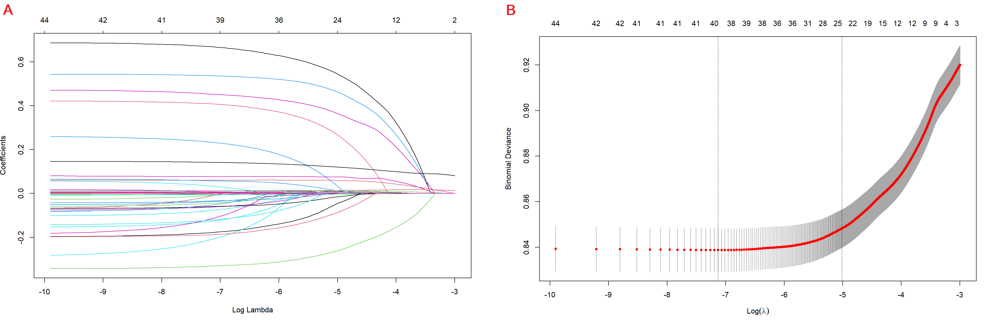 A
44 42 41 39 36 24 12 2
0.6
0.4
0.2
0.0
-0.2
Coefficients
-10 -9 -8 -7 -6 -5 -4 -3
Log Lambda
B
44 42 42 41 41 41 41 40 38 39 38 36 36 31 28 25 22 19 15 12 12 9 9 4 3
0.92
0.90
0.88
0.86
0.84
Binomial Deviance
-10 -9 -8 -7 -6 -5 -4 -3
Log(λ)